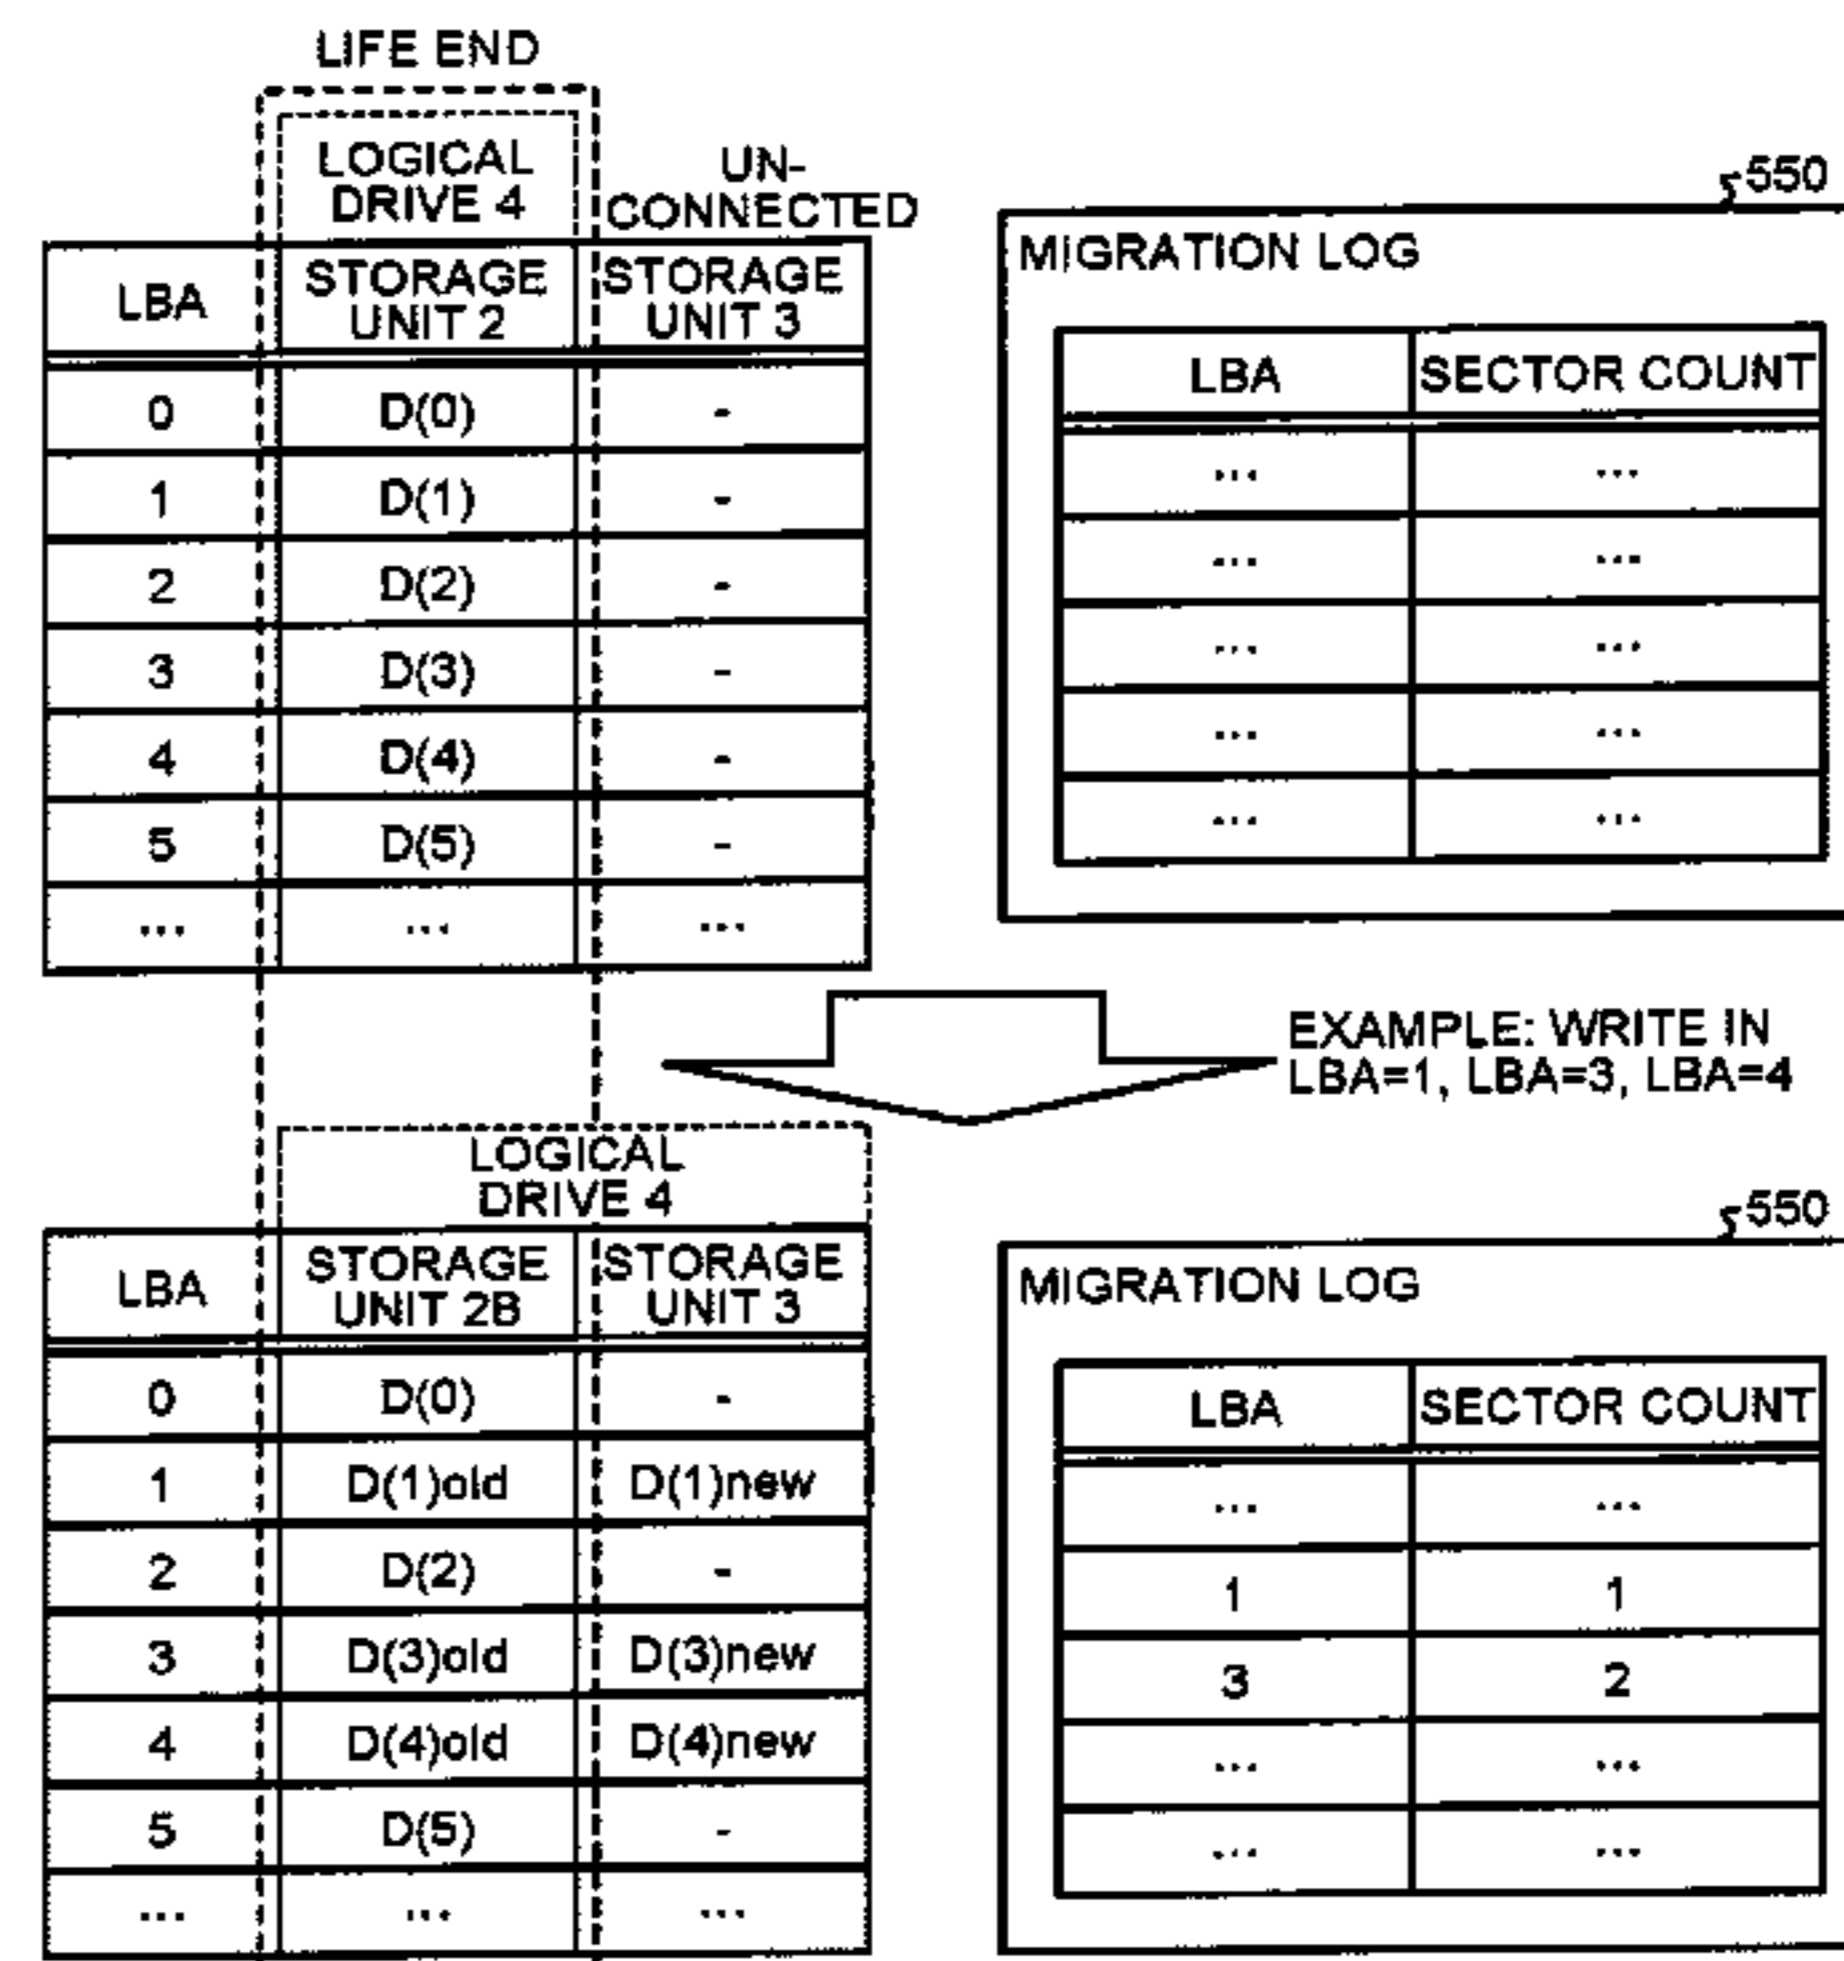 LIFE END
LOGICAL
DRIVE 4
UN-
CONNECTED
LBA
STORAGE
UNIT 2
STORAGE
UNIT 3
0 D(0) -
1 D(1) -
2 D(2) -
3 D(3) -
4 D(4) -
5 D(5) -
... ... ...
550
MIGRATION LOG
LBA SECTOR COUNT
... ...
... ...
... ...
... ...
... ...
EXAMPLE: WRITE IN
LBA=1, LBA=3, LBA=4
LOGICAL
DRIVE 4
LBA
STORAGE
UNIT 2B
STORAGE
UNIT 3
0 D(0) -
1 D(1)old D(1)new
2 D(2) -
3 D(3)old D(3)new
4 D(4)old D(4)new
5 D(5) -
... ... ...
550
MIGRATION LOG
LBA SECTOR COUNT
... ...
1 1
3 2
... ...
... ...